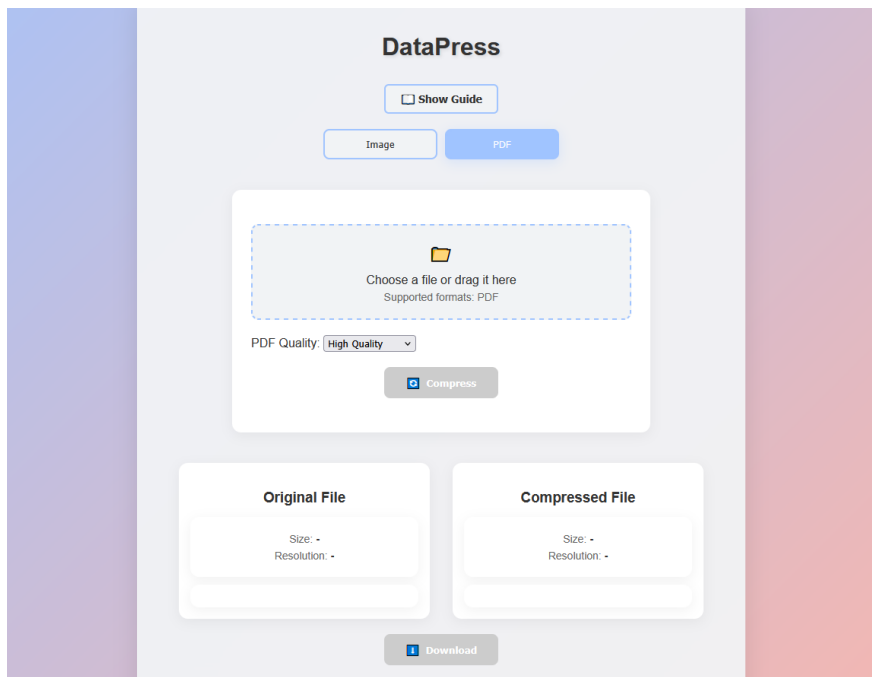 DataPress
Show Guide
Image
PDF
Choose a file or drag it here
Supported formats: PDF
PDF Quality: High Quality
Compress
Original File
Size: -
Resolution: -
Compressed File
Size: -
Resolution: -
Download